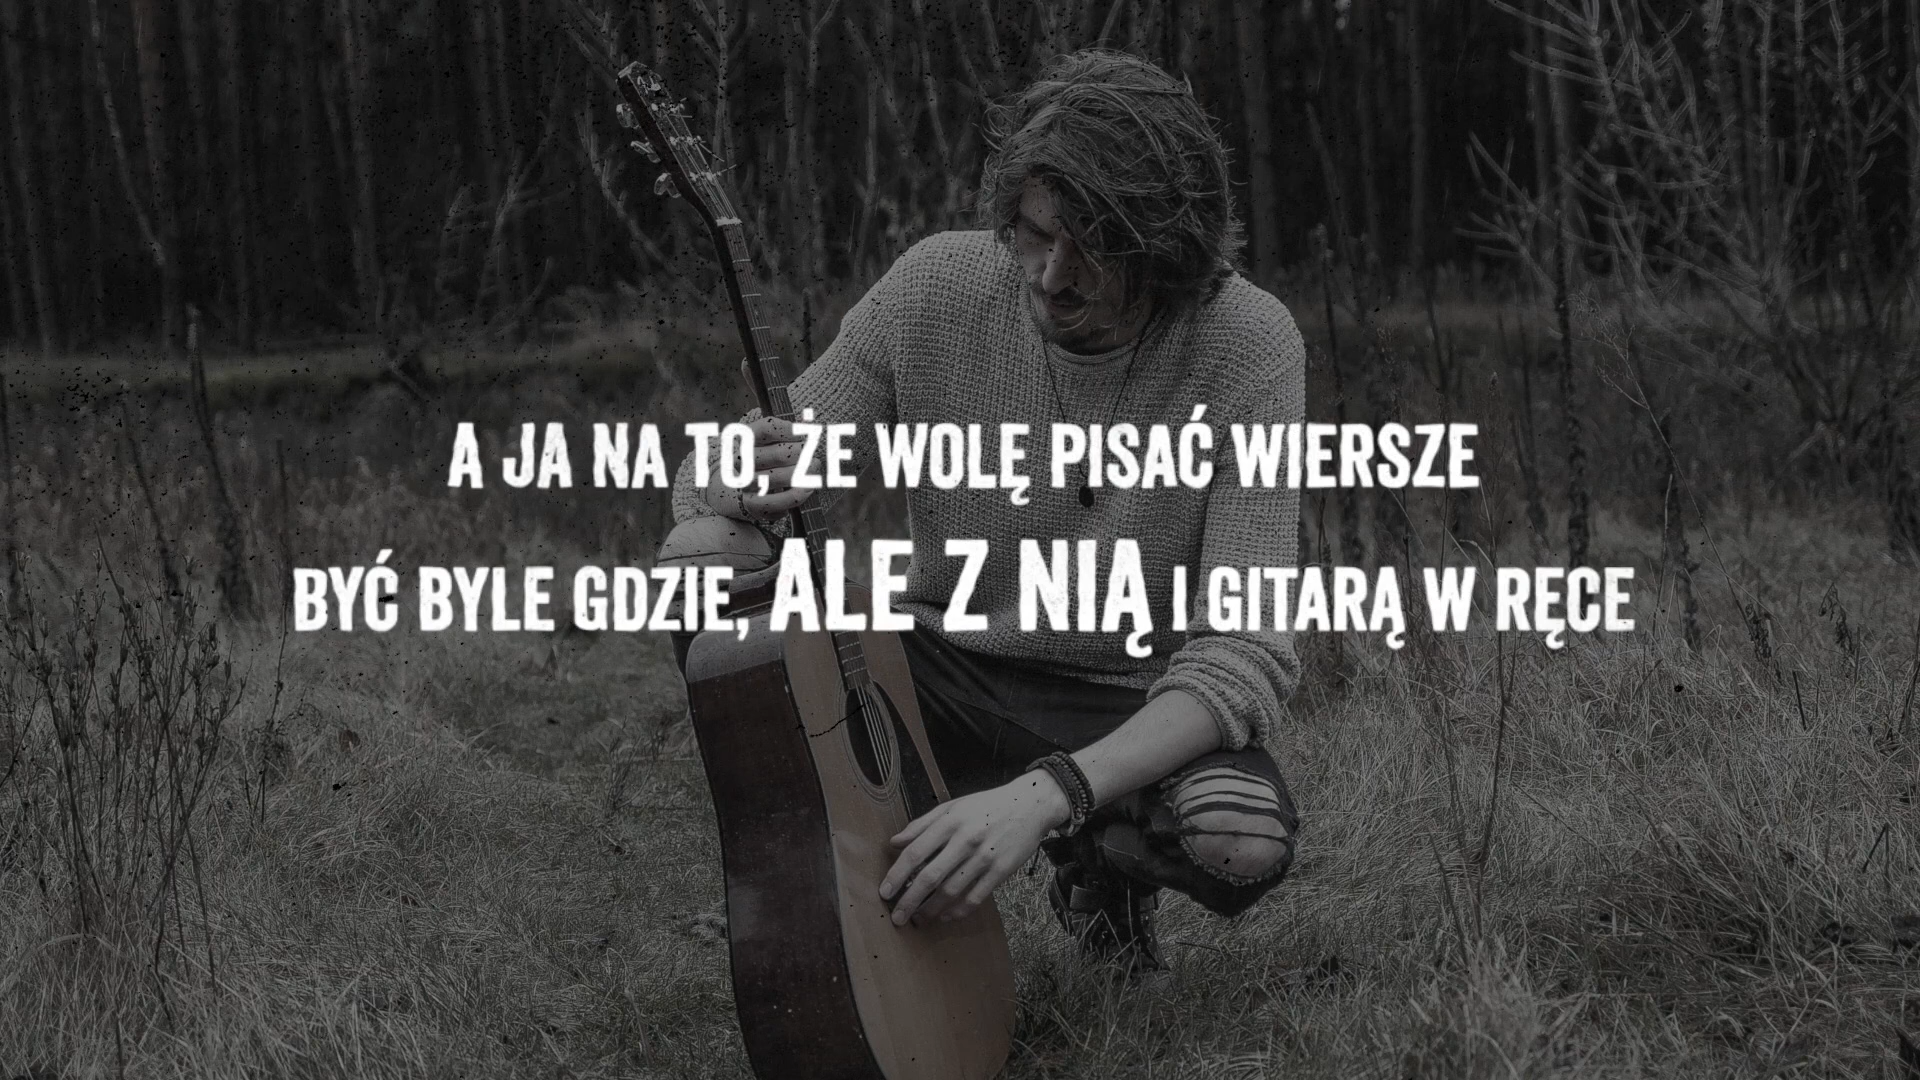 A JA NA TO, ŻE WOLĘ PISAĆ WIERSZE
BYĆ BYLE GDZIE, ALE Z NIĄ I GITARĄ W RĘCE